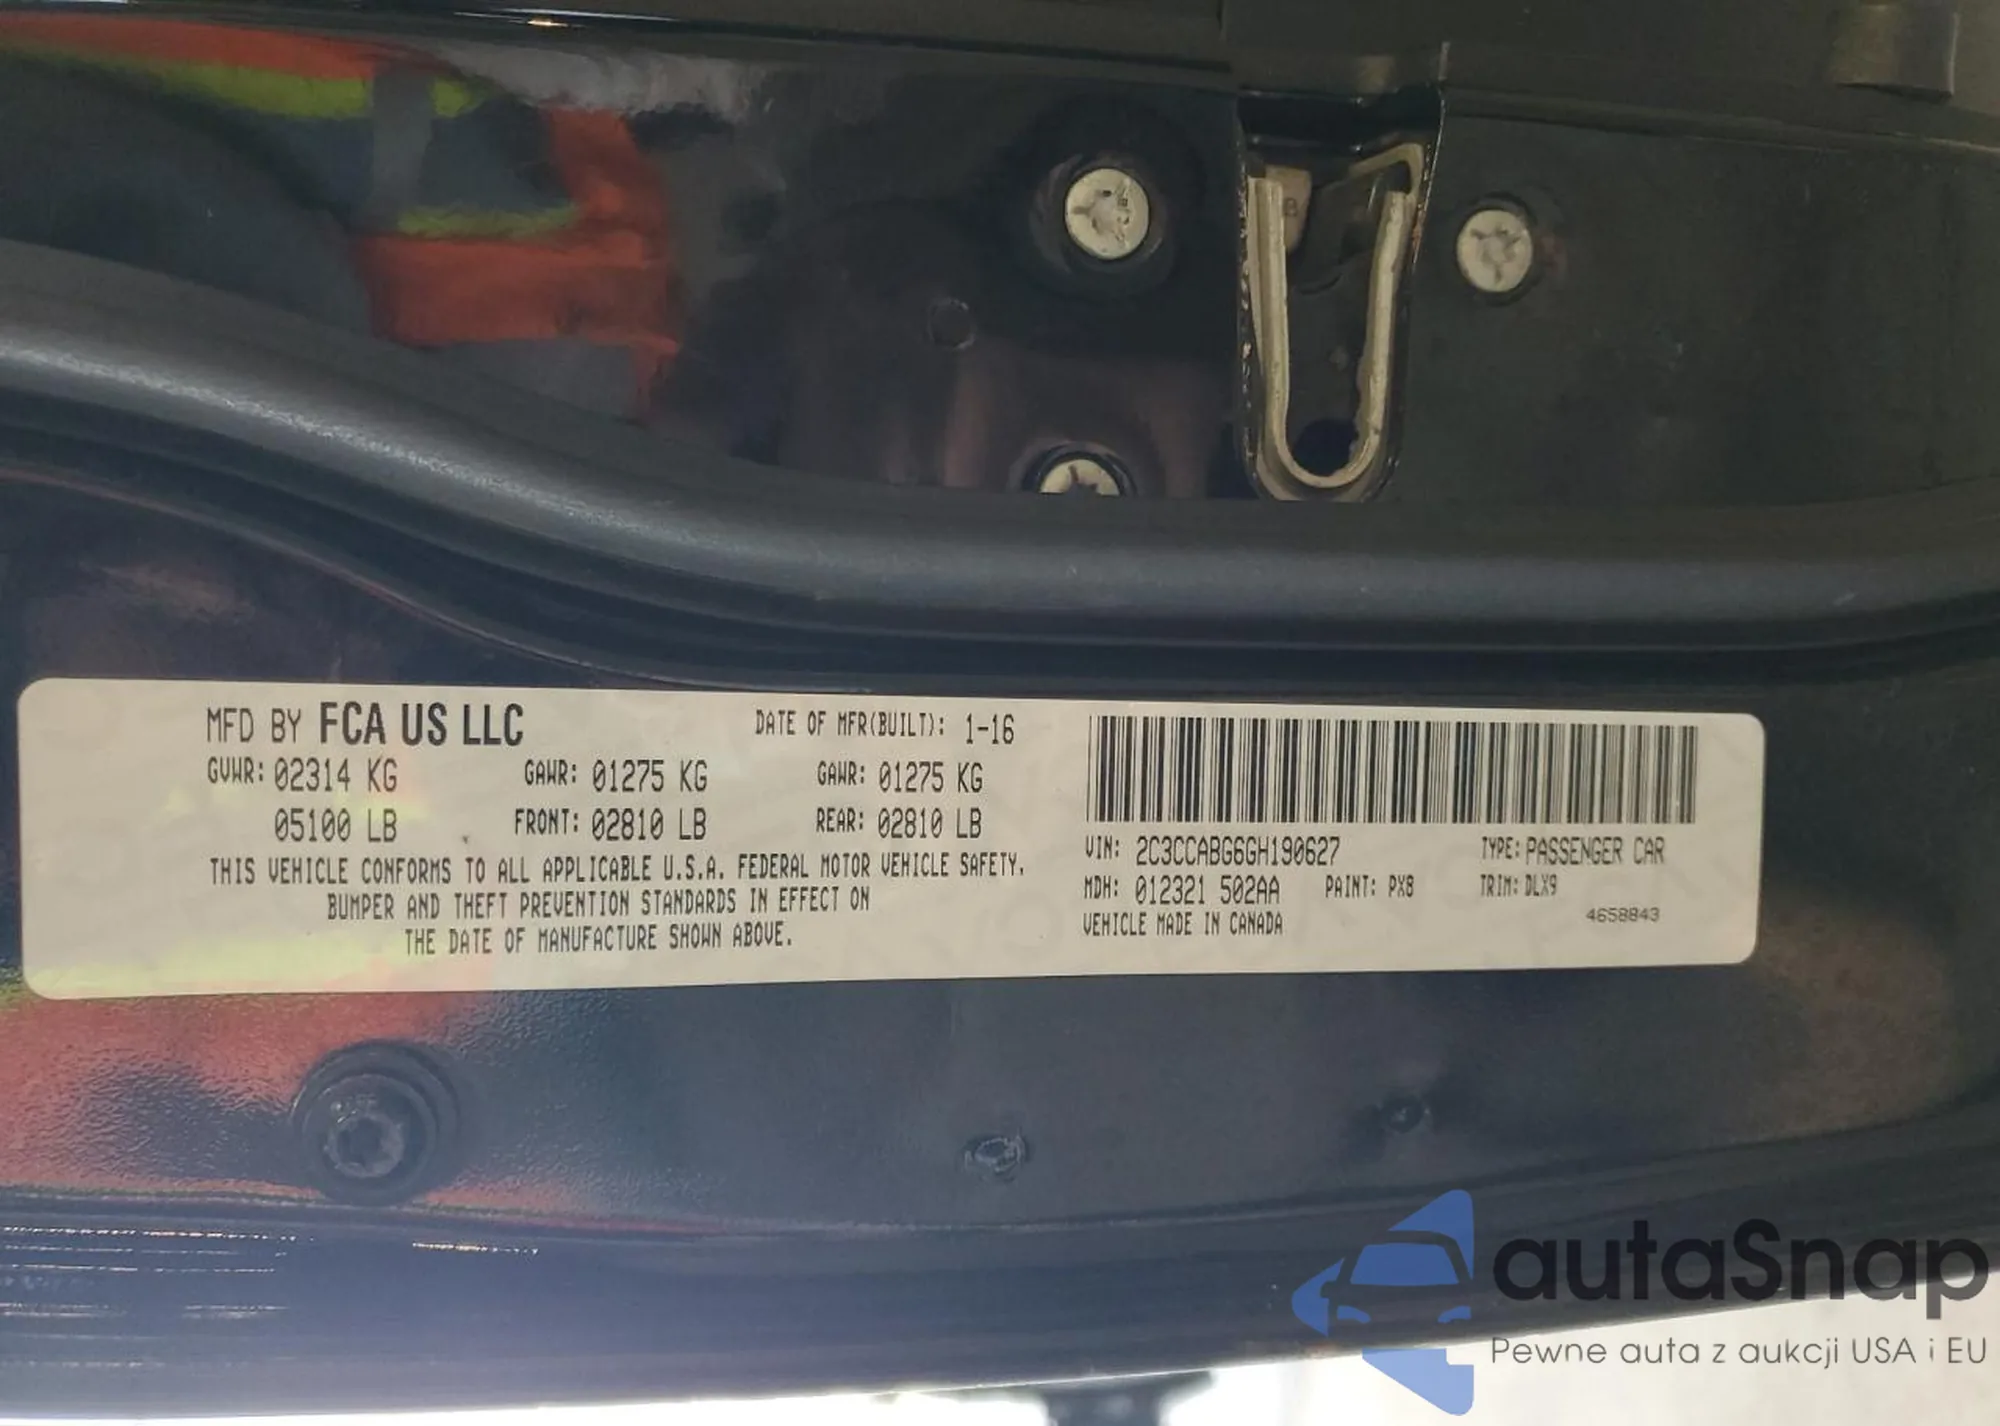 MFD BY FCA US LLC DATE OF MFR(BUILT): 1-16
GVWR: 02314 KG GAWR: 01275 KG GAWR: 01275 KG
05100 LB FRONT: 02810 LB REAR: 02810 LB
THIS VEHICLE CONFORMS TO ALL APPLICABLE U.S.A. FEDERAL MOTOR VEHICLE SAFETY,
BUMPER AND THEFT PREVENTION STANDARDS IN EFFECT ON
THE DATE OF MANUFACTURE SHOWN ABOVE.
VIN: 2C3CCABG6GH190627 TYPE: PASSENGER CAR
MDH: 012321 502AA PAINT: PX8 TRIM: DLX9
VEHICLE MADE IN CANADA
4658843
autaSnap
Pewne auta z aukcji USA i EU